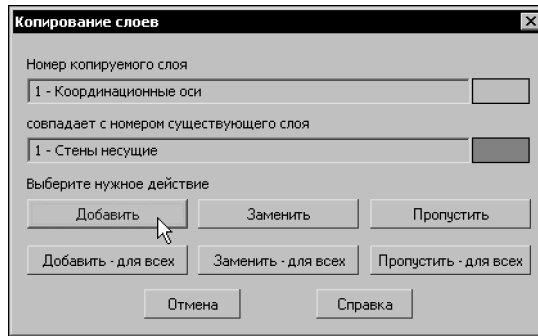 Копирование слоев
Номер копируемого слоя
1 - Координационные оси
совпадает с номером существующего слоя
1 - Стены несущие
Выберите нужное действие
Добавить Заменить Пропустить
Добавить - для всех Заменить - для всех Пропустить - для всех
Отмена Справка